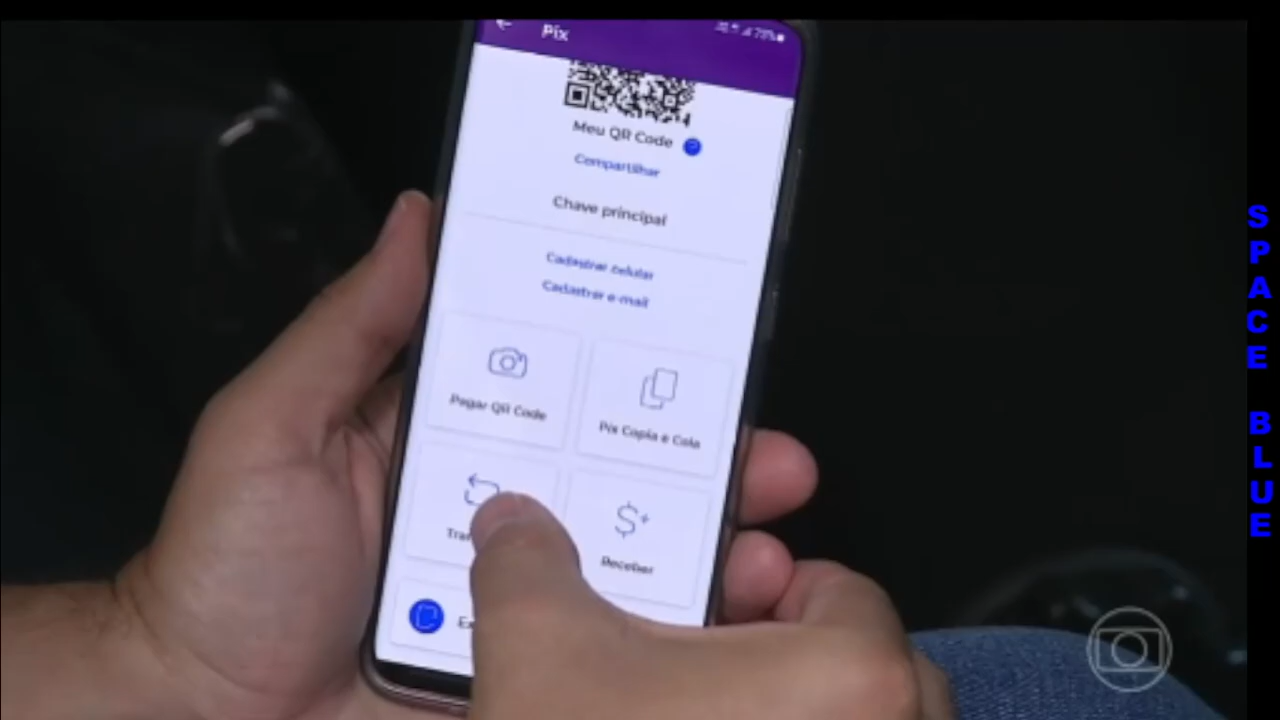 Pix
79%
Meu QR Code
Compartilhar
Chave principal
Cadastrar celular
Cadastrar e-mail
Pagar QR Code
Pix Copia e Cola
Receber
SPACE BLUE